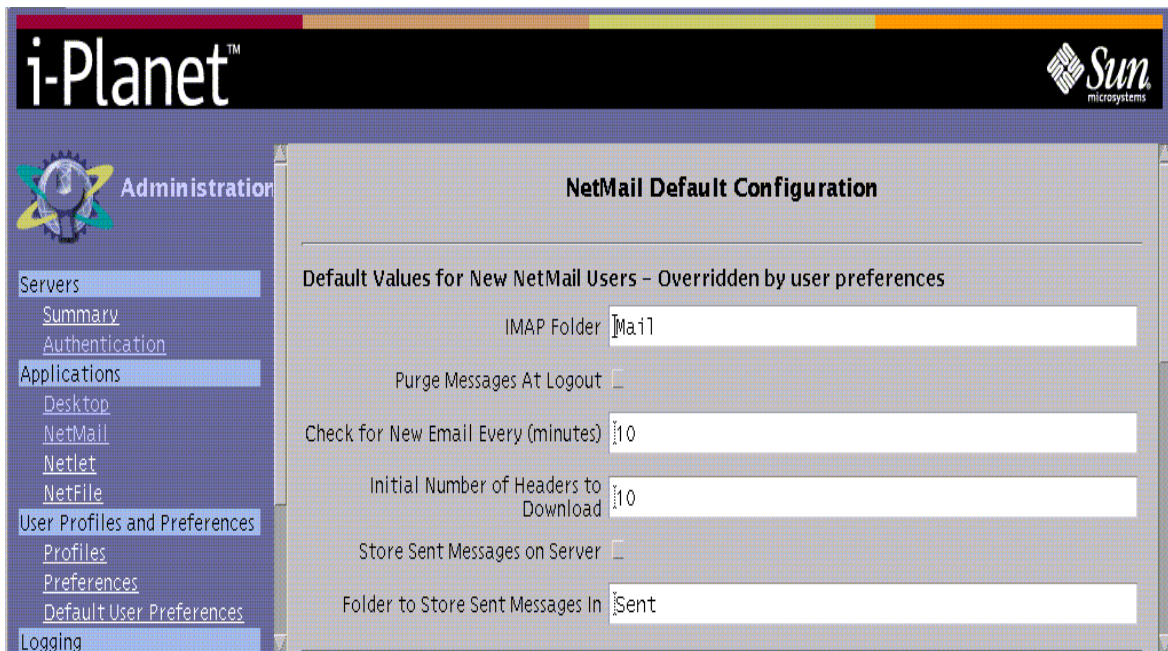 i-Planet™
Sun
microsystems
Administration
Servers
Summary
Authentication
Applications
Desktop
NetMail
Netlet
NetFile
User Profiles and Preferences
Profiles
Preferences
Default User Preferences
Logging
NetMail Default Configuration
Default Values for New NetMail Users – Overridden by user preferences
IMAP Folder Mail
Purge Messages At Logout
Check for New Email Every (minutes) 10
Initial Number of Headers to
Download 10
Store Sent Messages on Server
Folder to Store Sent Messages In Sent